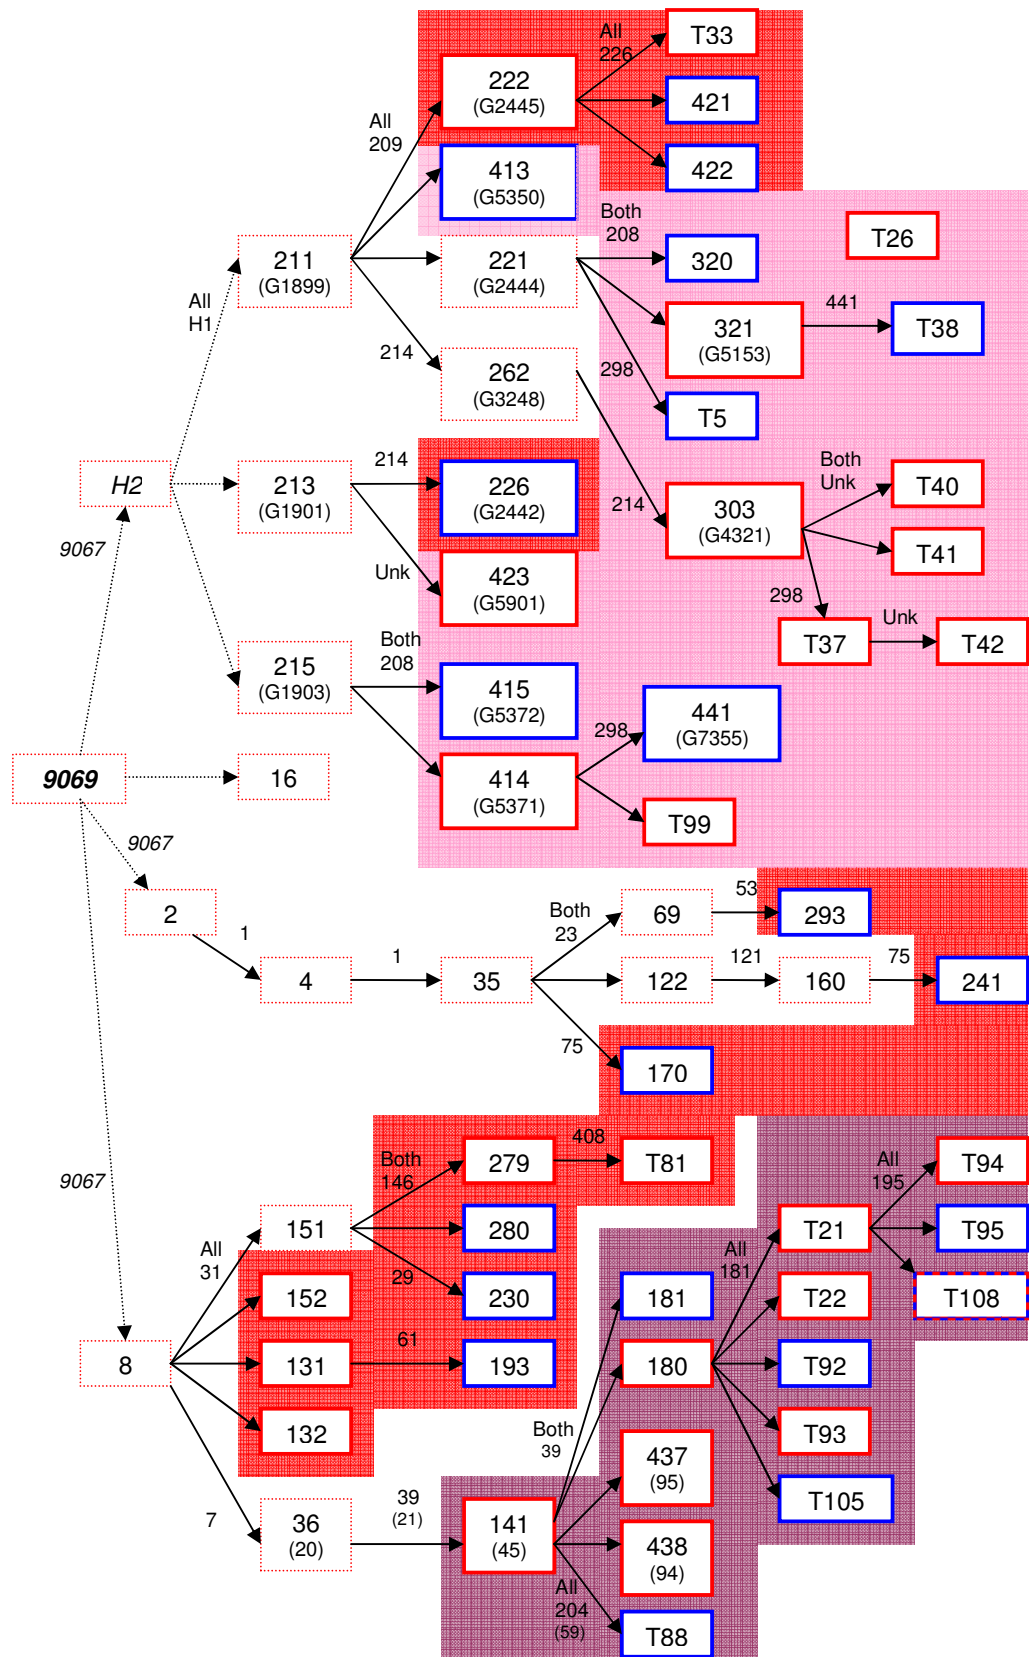 All
226
T33
222
(G2445)
421
All
209
422
413
(G5350)
Both
208
T26
211
(G1899)
221
(G2444)
320
All
H1
441
321
(G5153)
T38
214
262
(G3248)
298
T5
214
Both
Unk
H2
213
(G1901)
226
(G2442)
T40
214
303
(G4321)
9067
T41
Unk
423
(G5901)
298
Unk
T37
T42
Both
208
215
(G1903)
415
(G5372)
441
(G7355)
298
9069
16
414
(G5371)
T99
9067
53
2
Both
23
69
293
1
1
121
75
4
35
122
160
241
75
170
408
Both
146
279
T81
All
195
T94
9067
All
31
151
280
All
181
T21
T95
29
152
230
181
T22
T108
61
8
131
193
180
T92
132
Both
39
T93
437
(95)
39
(21)
T105
7
36
(20)
141
(45)
438
(94)
All
204
(59)
T88